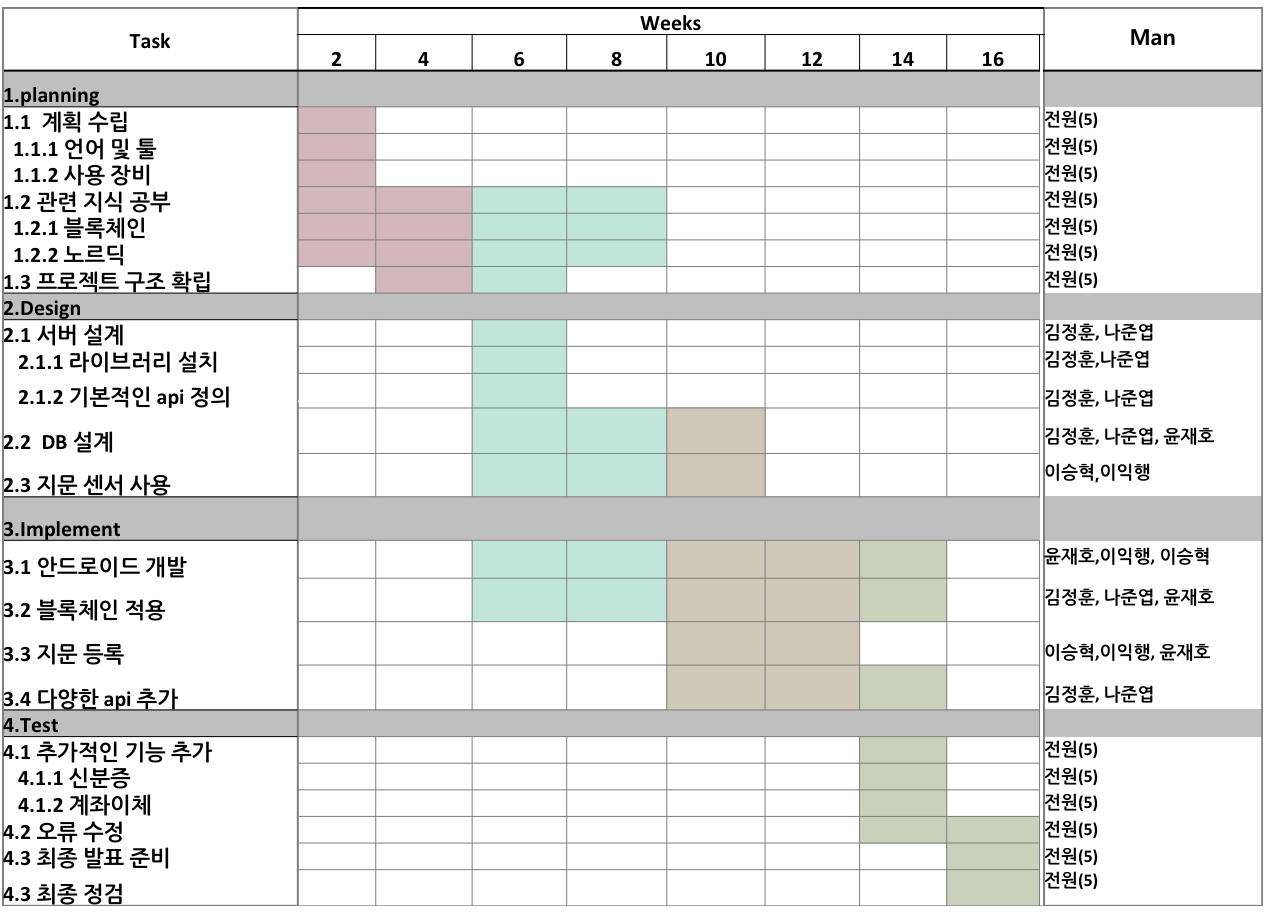 Task Weeks Man
2 4 6 8 10 12 14 16
1.planning
1.1 계획 수립 전원(5)
1.1.1 언어 및 툴 전원(5)
1.1.2 사용 장비 전원(5)
1.2 관련 지식 공부 전원(5)
1.2.1 블록체인 전원(5)
1.2.2 노르딕 전원(5)
1.3 프로젝트 구조 확립 전원(5)
2.Design
2.1 서버 설계 김정훈, 나준엽
2.1.1 라이브러리 설치 김정훈,나준엽
2.1.2 기본적인 api 정의 김정훈, 나준엽
2.2 DB 설계 김정훈, 나준엽, 윤재호
2.3 지문 센서 사용 이승혁,이익행
3.Implement
3.1 안드로이드 개발 윤재호,이익행, 이승혁
3.2 블록체인 적용 김정훈, 나준엽, 윤재호
3.3 지문 등록 이승혁,이익행, 윤재호
3.4 다양한 api 추가 김정훈, 나준엽
4.Test
4.1 추가적인 기능 추가 전원(5)
4.1.1 신분증 전원(5)
4.1.2 계좌이체 전원(5)
4.2 오류 수정 전원(5)
4.3 최종 발표 준비 전원(5)
4.3 최종 정검 전원(5)